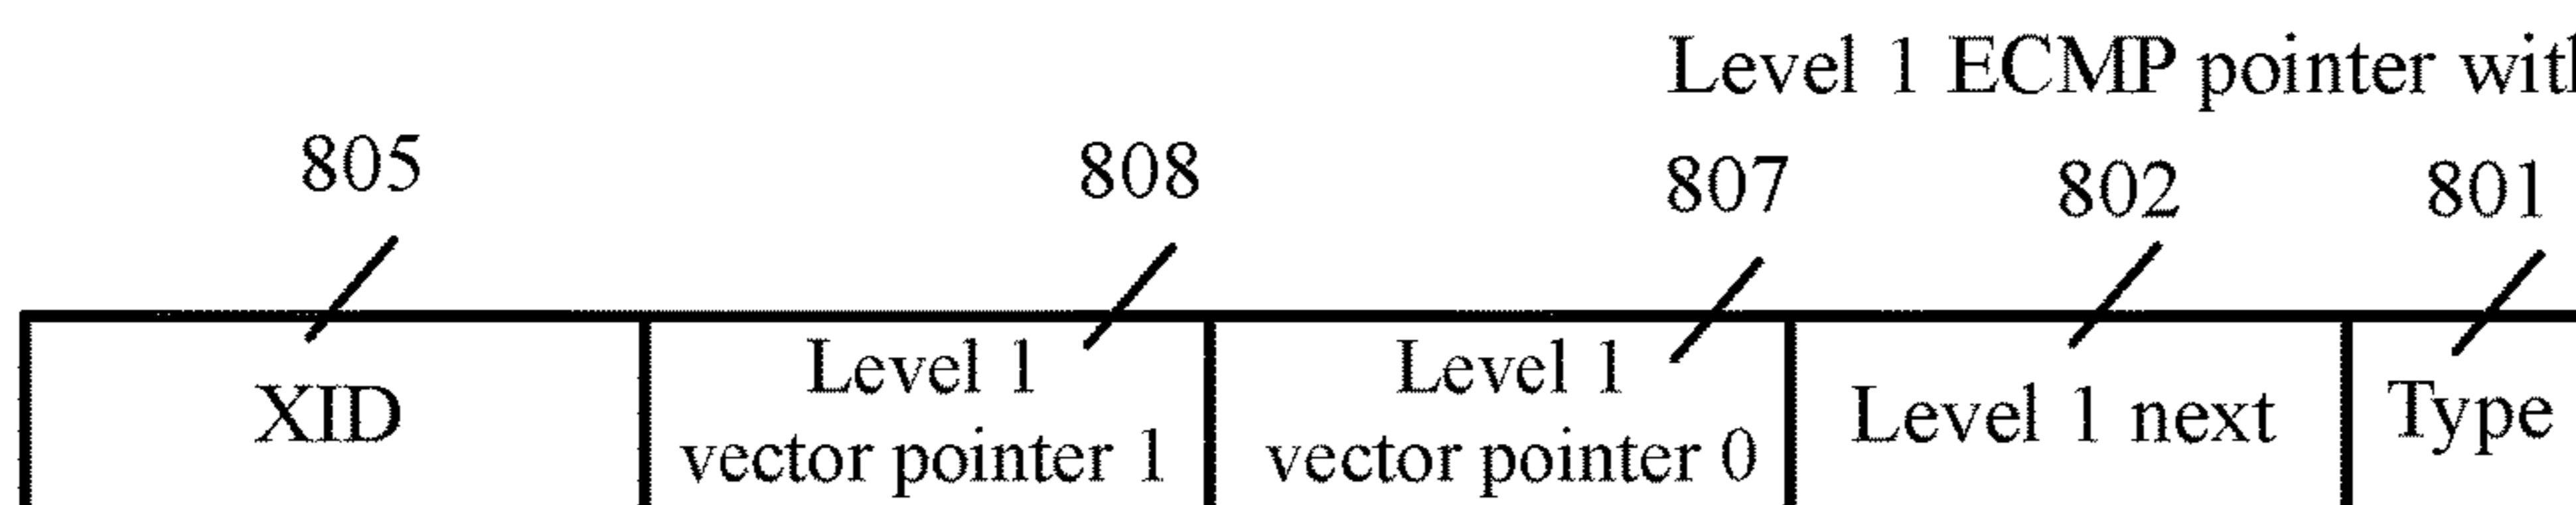 Level 1 ECMP pointer with
805 808 807 802 801
XID
Level 1
vector pointer 1
Level 1
vector pointer 0
Level 1 next
Type